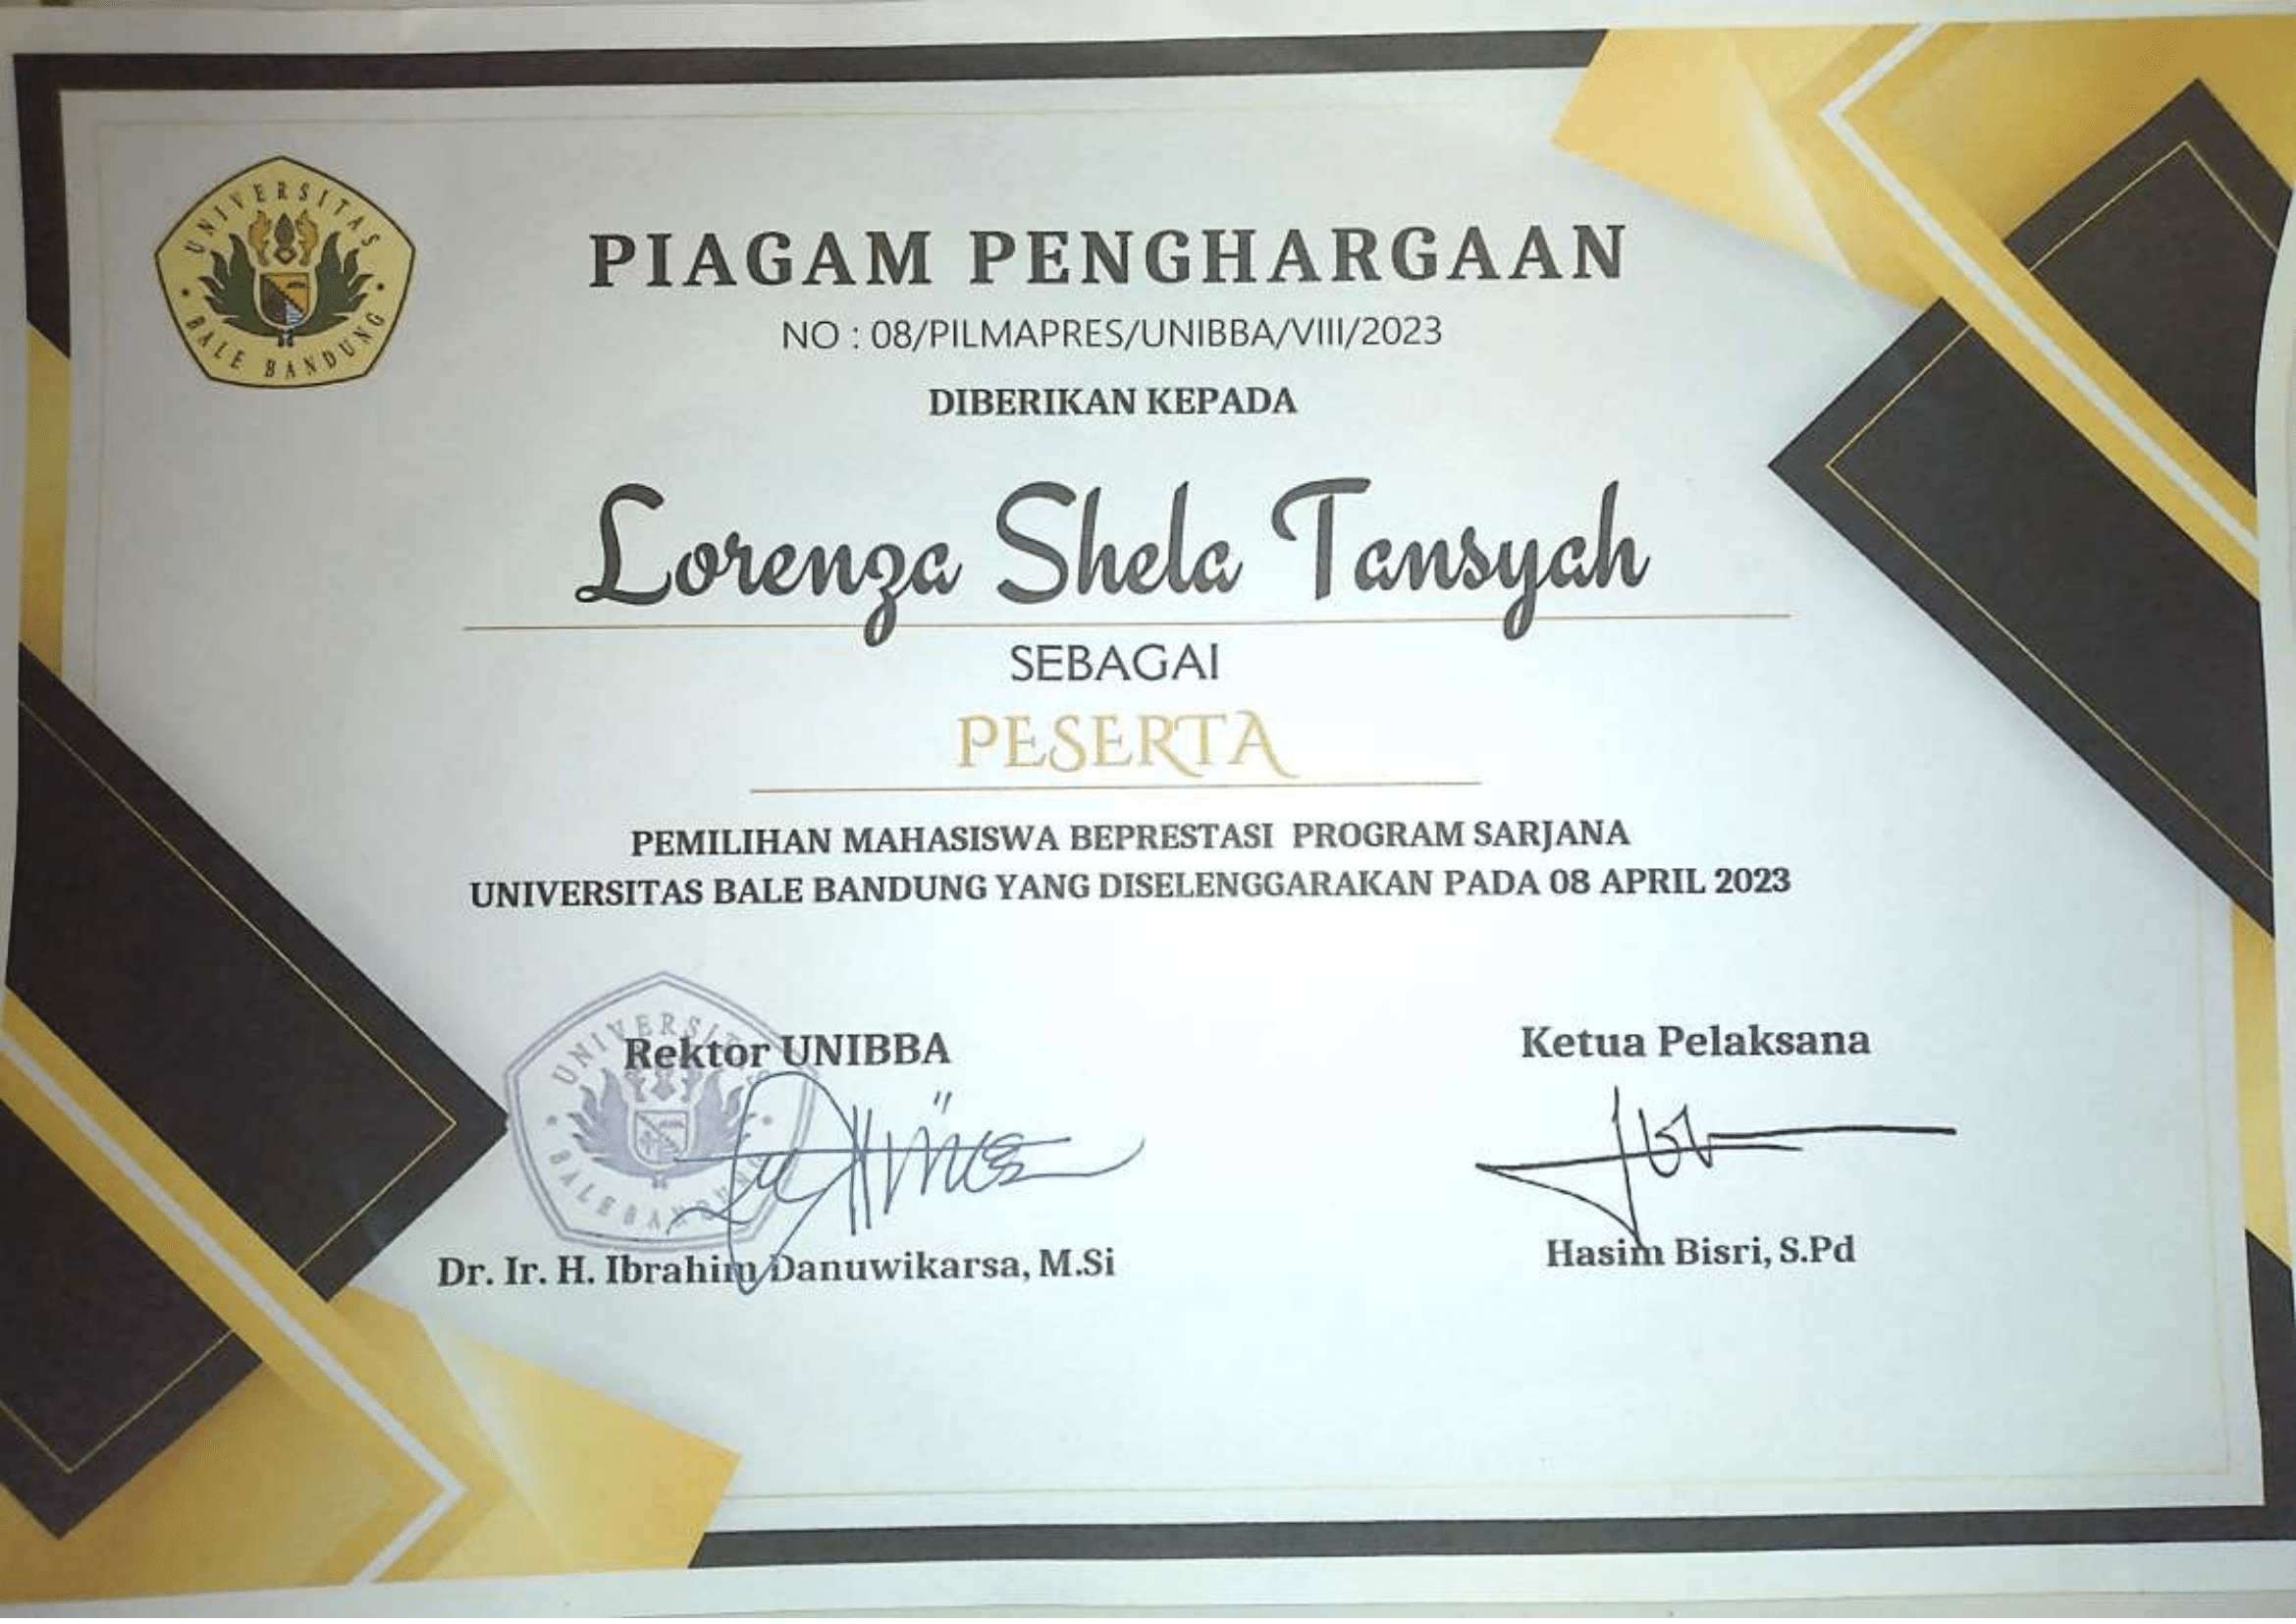 UNIVERSITAS
BALE BANDUNG
PIAGAM PENGHARGAAN
NO : 08/PILMAPRES/UNIBBA/VIII/2023
DIBERIKAN KEPADA
Lorenza Shela Tansyah
SEBAGAI
PESERTA
PEMILIHAN MAHASISWA BEPRESTASI PROGRAM SARJANA
UNIVERSITAS BALE BANDUNG YANG DISELENGGARAKAN PADA 08 APRIL 2023
UNIVERSITAS
BALE BANDUNG
Rektor UNIBBA
Dr. Ir. H. Ibrahim Danuwikarsa, M.Si
Ketua Pelaksana
Hasim Bisri, S.Pd